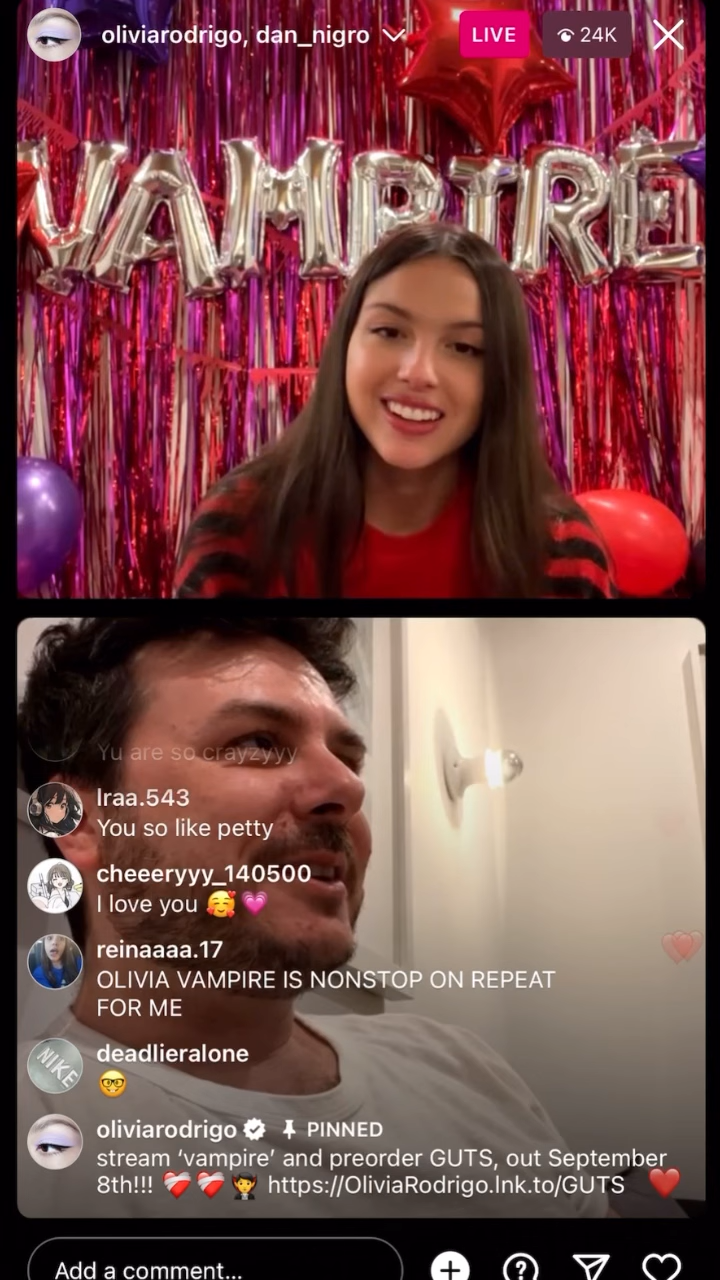 oliviarodrigo, dan_nigro
LIVE
24K
VAMPIRE
Yu are so crayzyyy
lraa.543
You so like petty
cheeeryyy_140500
I love you 🥰💗
reinaaaa.17
OLIVIA VAMPIRE IS NONSTOP ON REPEAT
FOR ME
NIKE
deadlieralone
🤓
oliviarodrigo PINNED
stream ‘vampire’ and preorder GUTS, out September
8th!!! ❤️‍🩹❤️‍🩹🧛 https://OliviaRodrigo.lnk.to/GUTS
Add a comment...